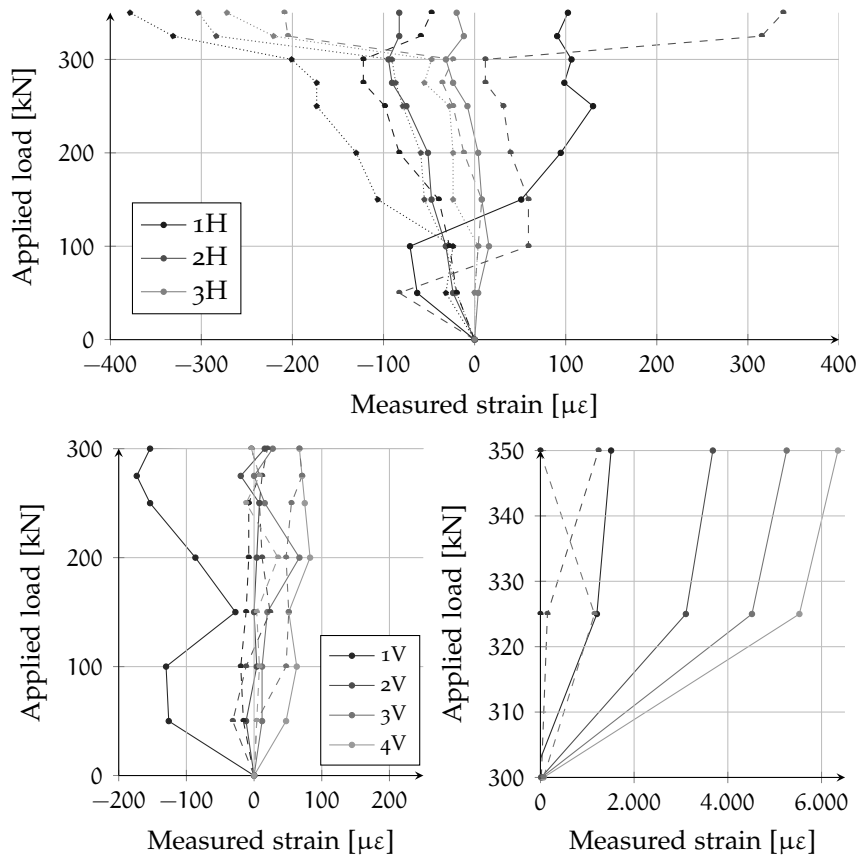 Applied load [kN]
300
200
100
0
1H
2H
3H
−400 −300 −200 −100 0 100 200 300 400
Measured strain [µε]
Applied load [kN]
300
200
100
0
1V
2V
3V
4V
−200 −100 0 100 200
Measured strain [µε]
Applied load [kN]
350
340
330
320
310
300
0 2.000 4.000 6.000
Measured strain [µε]